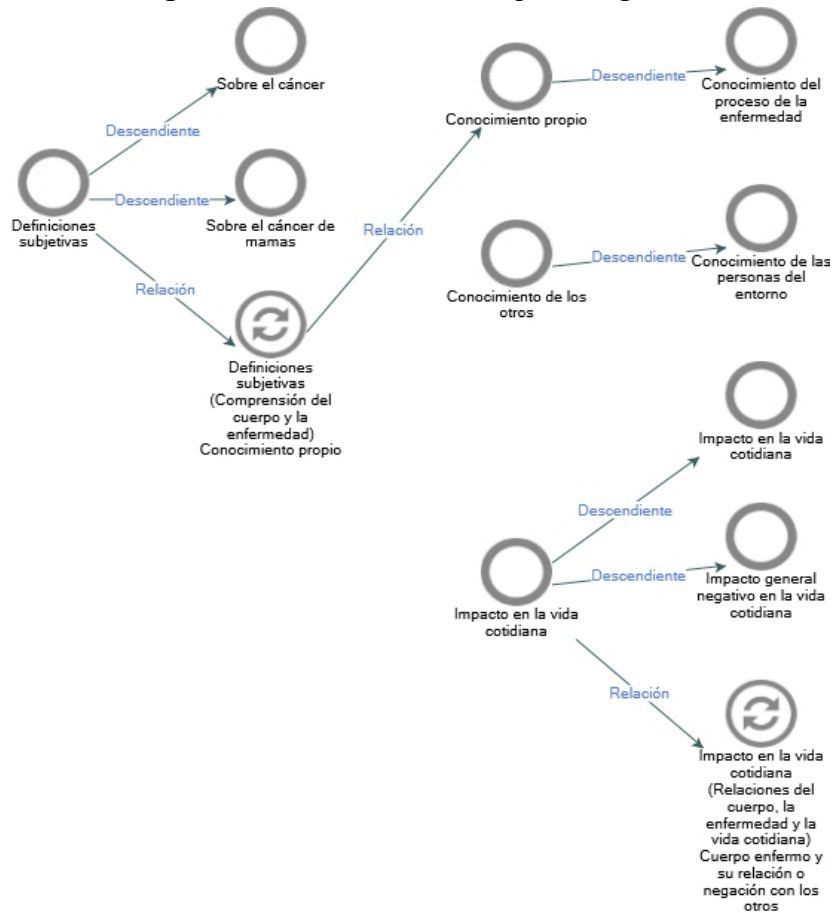 Sobre el cáncer
Descendiente
Definiciones
subjetivas
Descendiente
Sobre el cáncer de
mamas
Relación
Definiciones
subjetivas
(Comprensión del
cuerpo y la
enfermedad)
Conocimiento propio
Relación
Conocimiento propio
Descendiente
Conocimiento del
proceso de la
enfermedad
Conocimiento de los
otros
Descendiente
Conocimiento de las
personas del
entorno
Impacto en la vida
cotidiana
Descendiente
Impacto en la vida
cotidiana
Descendiente
Impacto general
negativo en la vida
cotidiana
Relación
Impacto en la vida
cotidiana
(Relaciones del
cuerpo, la
enfermedad y la
vida cotidiana)
Cuerpo enfermo y
su relación o
negación con los
otros